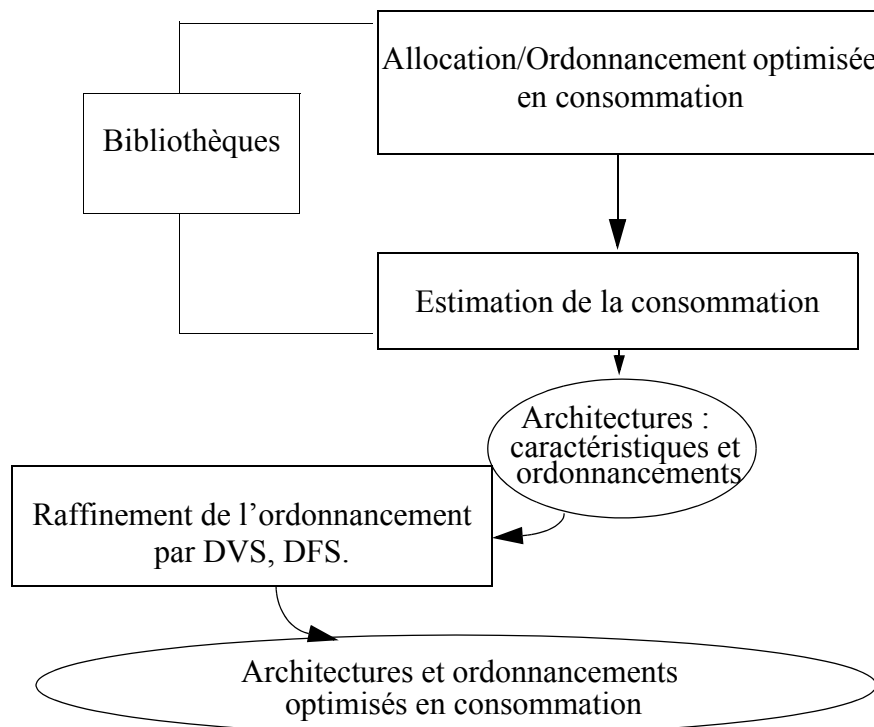 Allocation/Ordonnancement optimisée
en consommation
Bibliothèques
Estimation de la consommation
Architectures :
caractéristiques et
ordonnancements
Raffinement de l’ordonnancement
par DVS, DFS.
Architectures et ordonnancements
optimisés en consommation